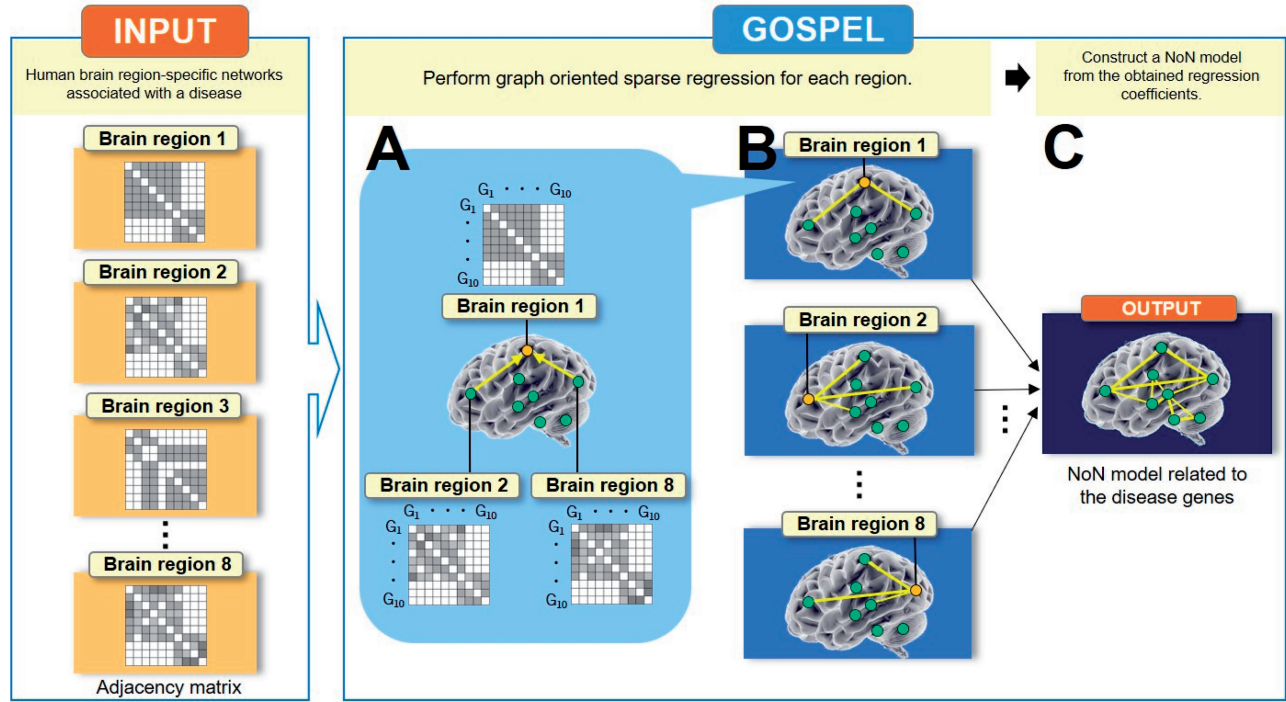 INPUT
Human brain region-specific networks
associated with a disease
Brain region 1
Brain region 2
Brain region 3
⋮
Brain region 8
Adjacency matrix
GOSPEL
Perform graph oriented sparse regression for each region.
Construct a NoN model
from the obtained regression
coefficients.
A
G₁ · · · G₁₀
G₁
·
·
·
G₁₀
Brain region 1
Brain region 2
G₁ · · · G₁₀
G₁
·
·
·
G₁₀
Brain region 8
G₁ · · · G₁₀
G₁
·
·
·
G₁₀
B
Brain region 1
Brain region 2
⋮
Brain region 8
⋮
C
OUTPUT
NoN model related to
the disease genes